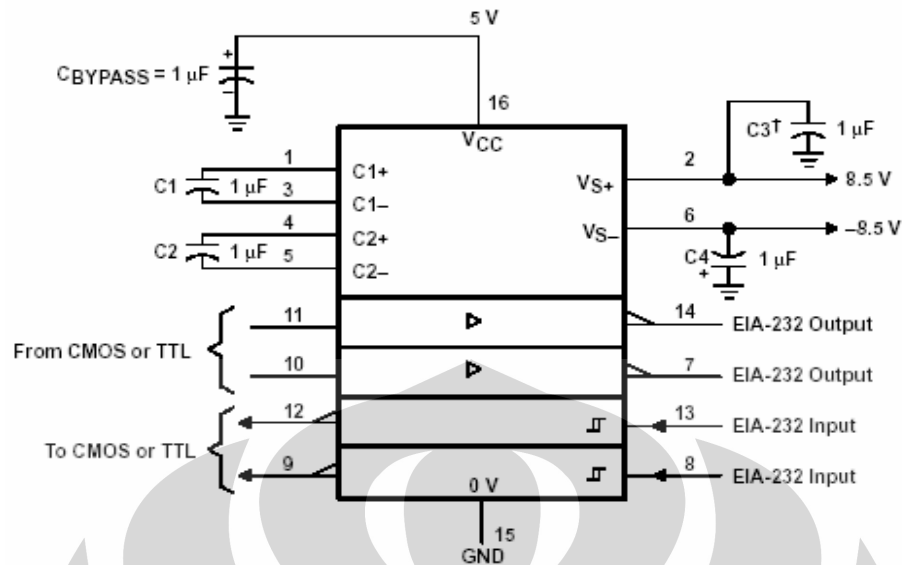 5 V
CBYPASS = 1 µF
+
–
16
VCC
C3† 1 µF
1
C1+
C1 1 µF
3
C1–
2
VS+
8.5 V
4
C2+
C2 1 µF
5
C2–
6
VS–
–8.5 V
C4 1 µF
+
From CMOS or TTL
11
14
EIA-232 Output
10
7
EIA-232 Output
To CMOS or TTL
12
13
EIA-232 Input
9
8
EIA-232 Input
0 V
15
GND